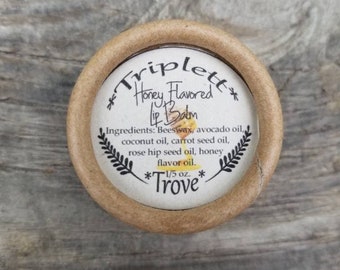 *Triplett*
Honey Flavored
Lip Balm
Ingredients: Beeswax, avocado oil,
coconut oil, carrot seed oil,
rose hip seed oil, honey
flavor oil.
1/5 oz.
*Trove*